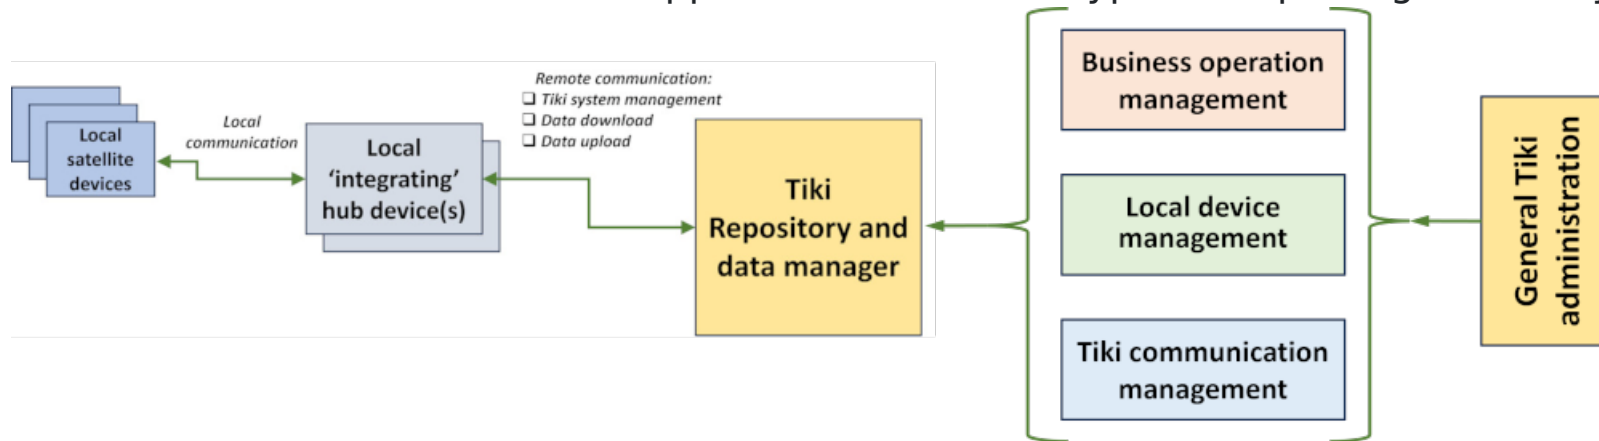 Local
satellite
devices
Local
communication
Local
‘integrating’
hub device(s)
Remote communication:
Tiki system management
Data download
Data upload
Tiki
Repository and
data manager
Business operation
management
Local device
management
Tiki communication
management
General Tiki
administration